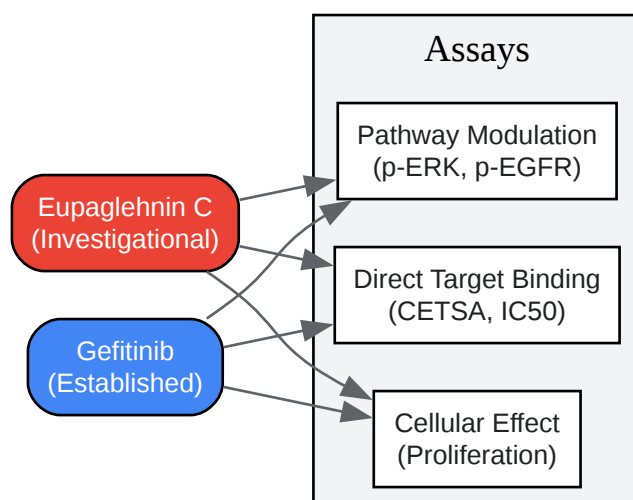 Assays
Pathway Modulation
(p-ERK, p-EGFR)
Eupaglehnin C
(Investigational)
Direct Target Binding
(CETSA, IC50)
Gefitinib
(Established)
Cellular Effect
(Proliferation)